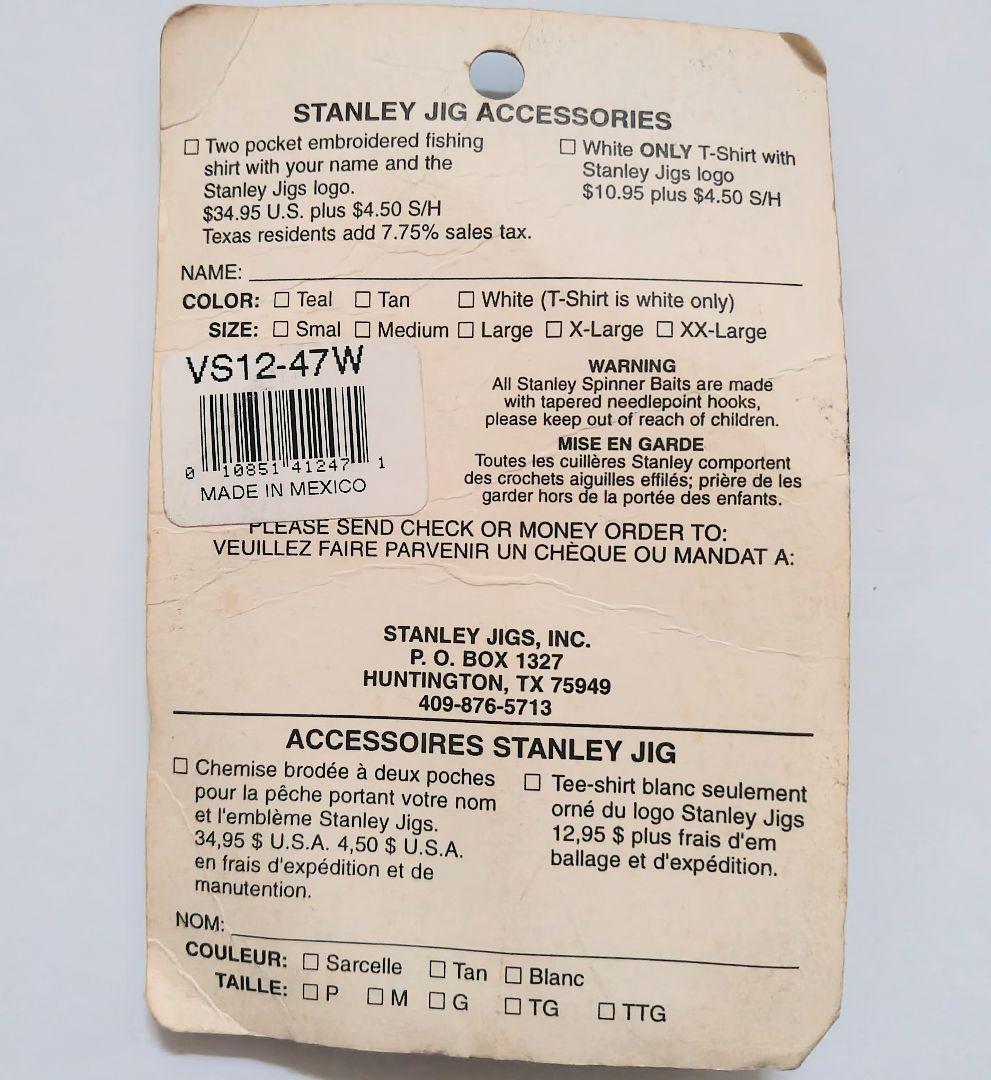 STANLEY JIG ACCESSORIES
☐ Two pocket embroidered fishing
shirt with your name and the
Stanley Jigs logo.
$34.95 U.S. plus $4.50 S/H
Texas residents add 7.75% sales tax.
☐ White ONLY T-Shirt with
Stanley Jigs logo
$10.95 plus $4.50 S/H
NAME:
COLOR: ☐ Teal ☐ Tan ☐ White (T-Shirt is white only)
SIZE: ☐ Smal ☐ Medium ☐ Large ☐ X-Large ☐ XX-Large
VS12-47W
0 10851 41247 1
MADE IN MEXICO
WARNING
All Stanley Spinner Baits are made
with tapered needlepoint hooks,
please keep out of reach of children.
MISE EN GARDE
Toutes les cuillères Stanley comportent
des crochets aiguilles effilés; prière de les
garder hors de la portée des enfants.
PLEASE SEND CHECK OR MONEY ORDER TO:
VEUILLEZ FAIRE PARVENIR UN CHÈQUE OU MANDAT A:
STANLEY JIGS, INC.
P. O. BOX 1327
HUNTINGTON, TX 75949
409-876-5713
ACCESSOIRES STANLEY JIG
☐ Chemise brodée à deux poches
pour la pêche portant votre nom
et l'emblème Stanley Jigs.
34,95 $ U.S.A. 4,50 $ U.S.A.
en frais d'expédition et de
manutention.
☐ Tee-shirt blanc seulement
orné du logo Stanley Jigs
12,95 $ plus frais d'em
ballage et d'expédition.
NOM:
COULEUR: ☐ Sarcelle ☐ Tan ☐ Blanc
TAILLE: ☐ P ☐ M ☐ G ☐ TG ☐ TTG